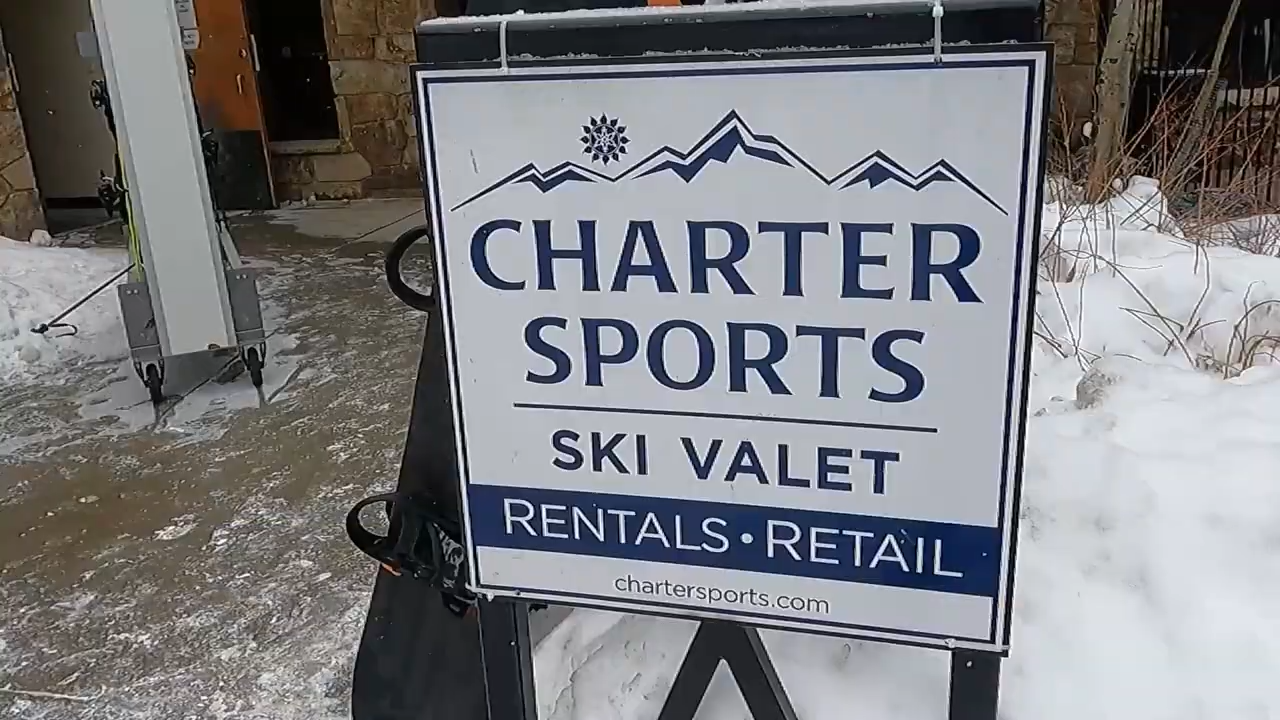 CHARTER
SPORTS
SKI VALET
RENTALS • RETAIL
chartersports.com